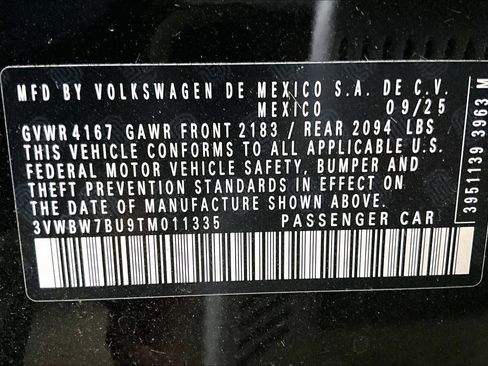 MFD BY VOLKSWAGEN DE MEXICO S.A. DE C.V.
MEXICO 09/25
GVWR 4167 GAWR FRONT 2183 / REAR 2094 LBS
THIS VEHICLE CONFORMS TO ALL APPLICABLE U.S.
FEDERAL MOTOR VEHICLE SAFETY, BUMPER AND
THEFT PREVENTION STANDARDS IN EFFECT ON
THE DATE OF MANUFACTURE SHOWN ABOVE.
3VWBW7BU9TM011335 PASSENGER CAR
3951139 3963 M